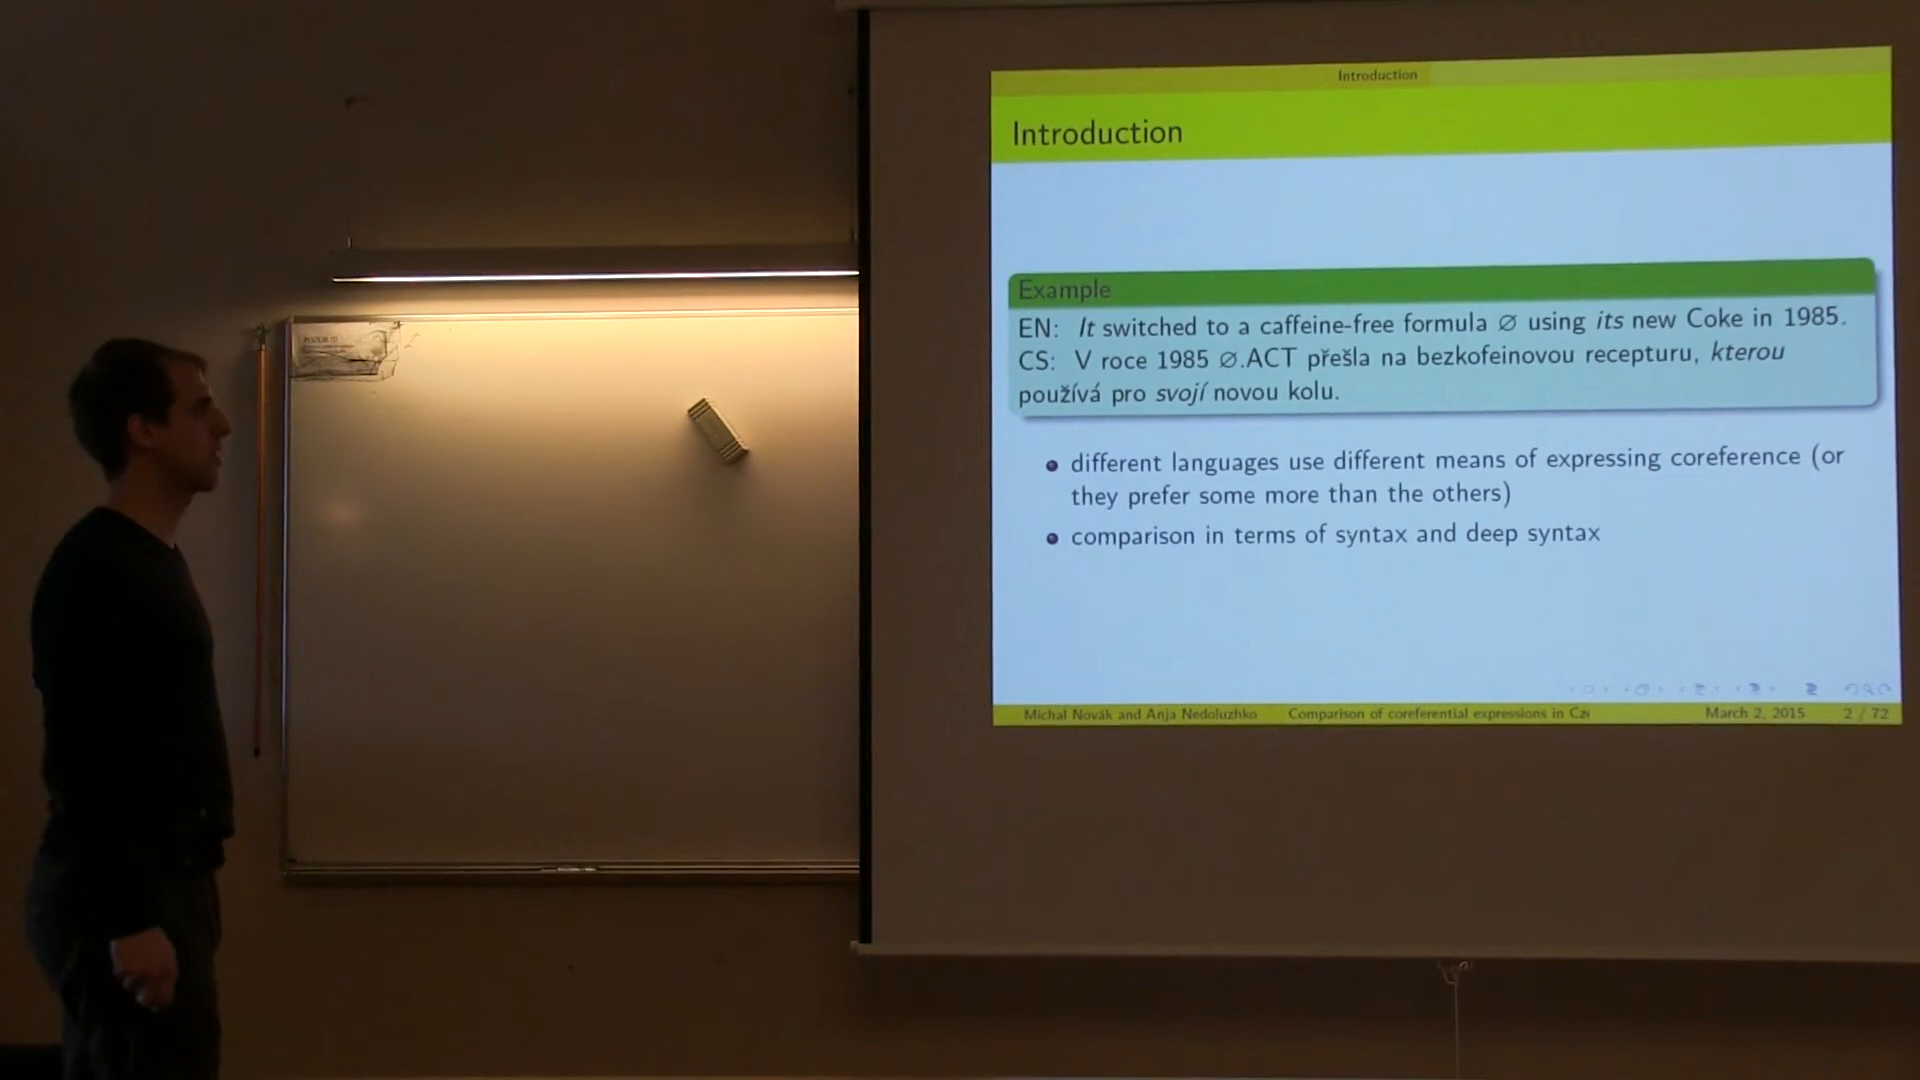 Introduction
Introduction
Example
EN: It switched to a caffeine-free formula ∅ using its new Coke in 1985.
CS: V roce 1985 ∅.ACT přešla na bezkofeinovou recepturu, kterou
používá pro svojí novou kolu.
different languages use different means of expressing coreference (or
they prefer some more than the others)
comparison in terms of syntax and deep syntax
Michal Novák and Anja Nedoluzhko Comparison of coreferential expressions in Cze March 2, 2015 2 / 72